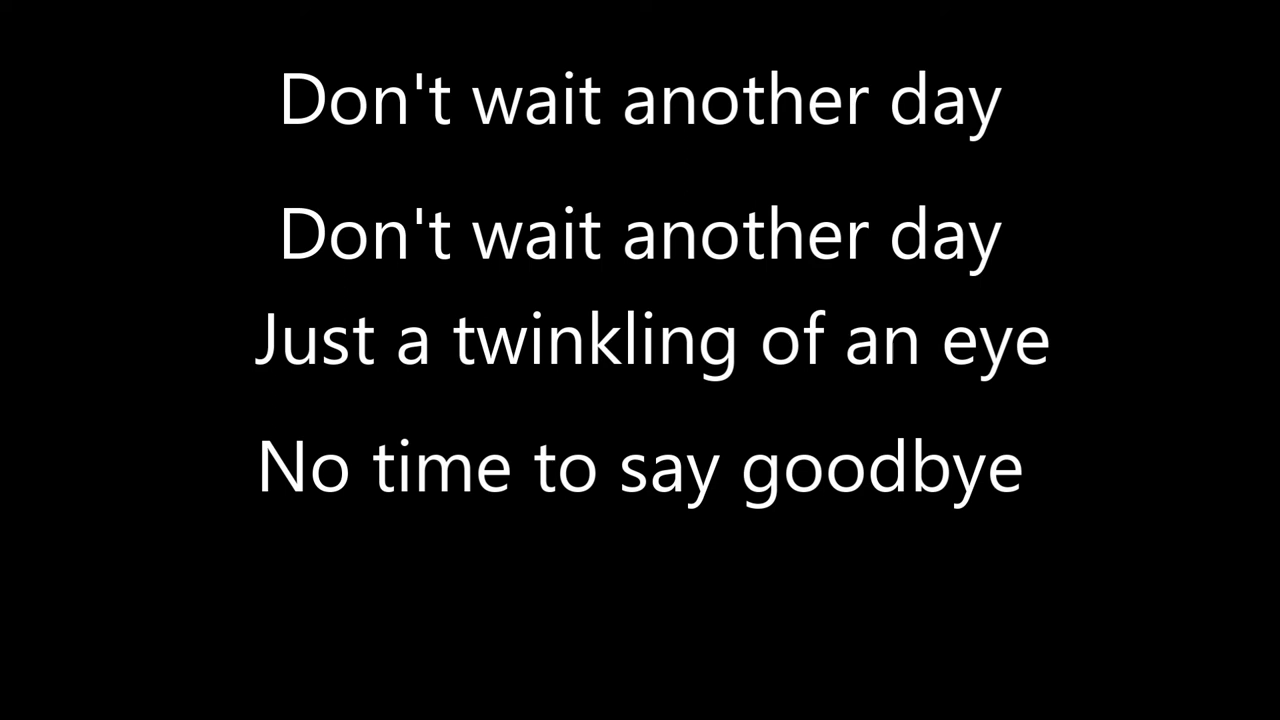 Don't wait another day
Don't wait another day
Just a twinkling of an eye
No time to say goodbye